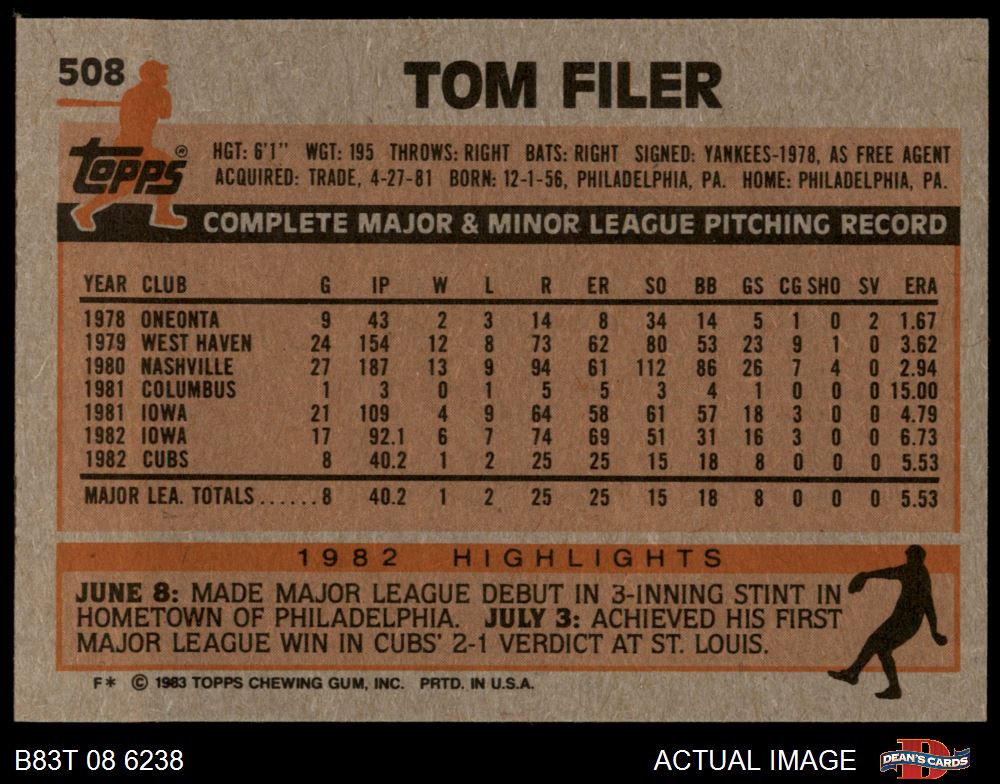 508
TOM FILER
TOPPS®
HGT: 6'1" WGT: 195 THROWS: RIGHT BATS: RIGHT SIGNED: YANKEES-1978, AS FREE AGENT
ACQUIRED: TRADE, 4-27-81 BORN: 12-1-56, PHILADELPHIA, PA. HOME: PHILADELPHIA, PA.
COMPLETE MAJOR & MINOR LEAGUE PITCHING RECORD
YEAR CLUB G IP W L R ER SO BB GS CG SHO SV ERA
1978 ONEONTA 9 43 2 3 14 8 34 14 5 1 0 2 1.67
1979 WEST HAVEN 24 154 12 8 73 62 80 53 23 9 1 0 3.62
1980 NASHVILLE 27 187 13 9 94 61 112 86 26 7 4 0 2.94
1981 COLUMBUS 1 3 0 1 5 5 3 4 1 0 0 0 15.00
1981 IOWA 21 109 4 9 64 58 61 57 18 3 0 0 4.79
1982 IOWA 17 92.1 6 7 74 69 51 31 16 3 0 0 6.73
1982 CUBS 8 40.2 1 2 25 25 15 18 8 0 0 0 5.53
MAJOR LEA. TOTALS......8 40.2 1 2 25 25 15 18 8 0 0 0 5.53
1982 HIGHLIGHTS
JUNE 8: MADE MAJOR LEAGUE DEBUT IN 3-INNING STINT IN
HOMETOWN OF PHILADELPHIA. JULY 3: ACHIEVED HIS FIRST
MAJOR LEAGUE WIN IN CUBS' 2-1 VERDICT AT ST. LOUIS.
F* © 1983 TOPPS CHEWING GUM, INC. PRTD. IN U.S.A.
B83T 08 6238
ACTUAL IMAGE
D
DEAN'S CARDS